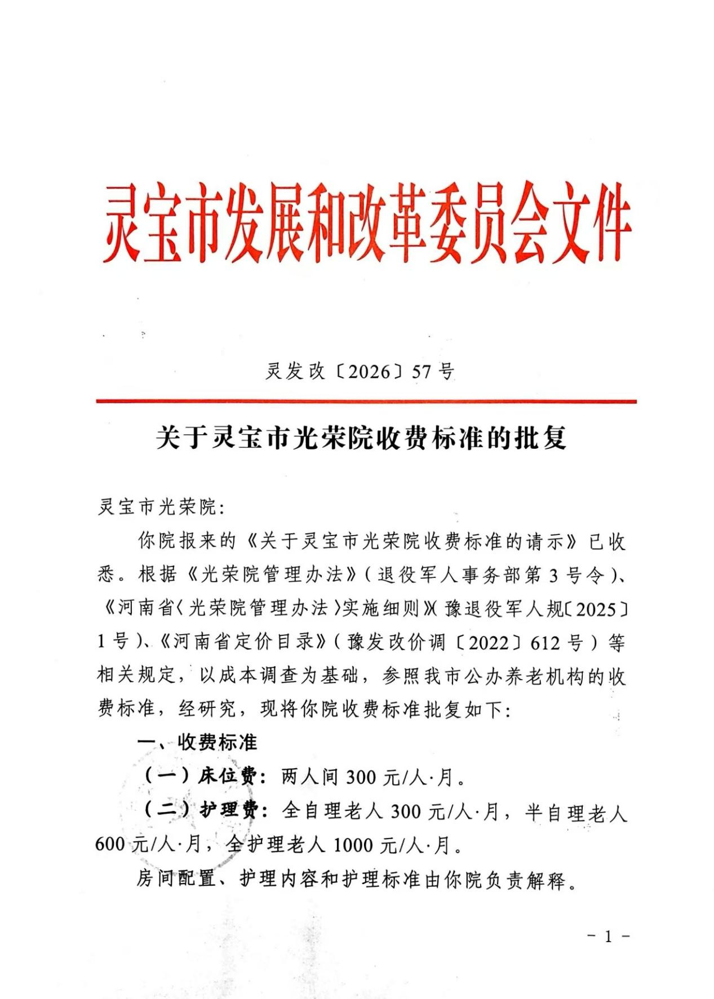 灵宝市发展和改革委员会文件
灵发改〔2026〕57号
关于灵宝市光荣院收费标准的批复
灵宝市光荣院：
你院报来的《关于灵宝市光荣院收费标准的请示》已收
悉。根据《光荣院管理办法》（退役军人事务部第3号令）、
《河南省〈光荣院管理办法〉实施细则》（豫退役军人规〔2025〕
1号）、《河南省定价目录》（豫发改价调〔2022〕612号）等
相关规定，以成本调查为基础，参照我市公办养老机构的收
费标准，经研究，现将你院收费标准批复如下：
一、收费标准
（一）床位费：两人间300元/人·月。
（二）护理费：全自理老人300元/人·月，半自理老人
600元/人·月，全护理老人1000元/人·月。
房间配置、护理内容和护理标准由你院负责解释。
- 1 -